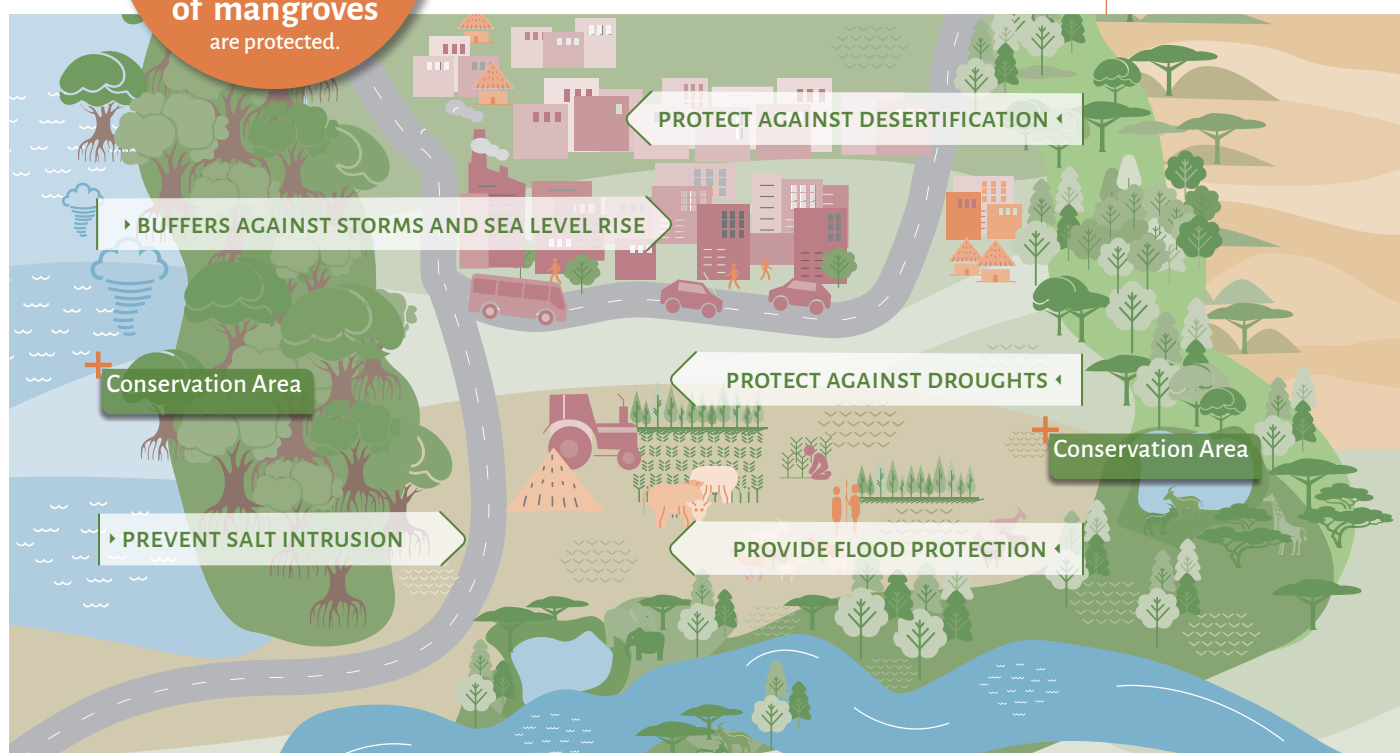 of mangroves
are protected.
PROTECT AGAINST DESERTIFICATION
BUFFERS AGAINST STORMS AND SEA LEVEL RISE
PROTECT AGAINST DROUGHTS
Conservation Area
Conservation Area
PREVENT SALT INTRUSION
PROVIDE FLOOD PROTECTION